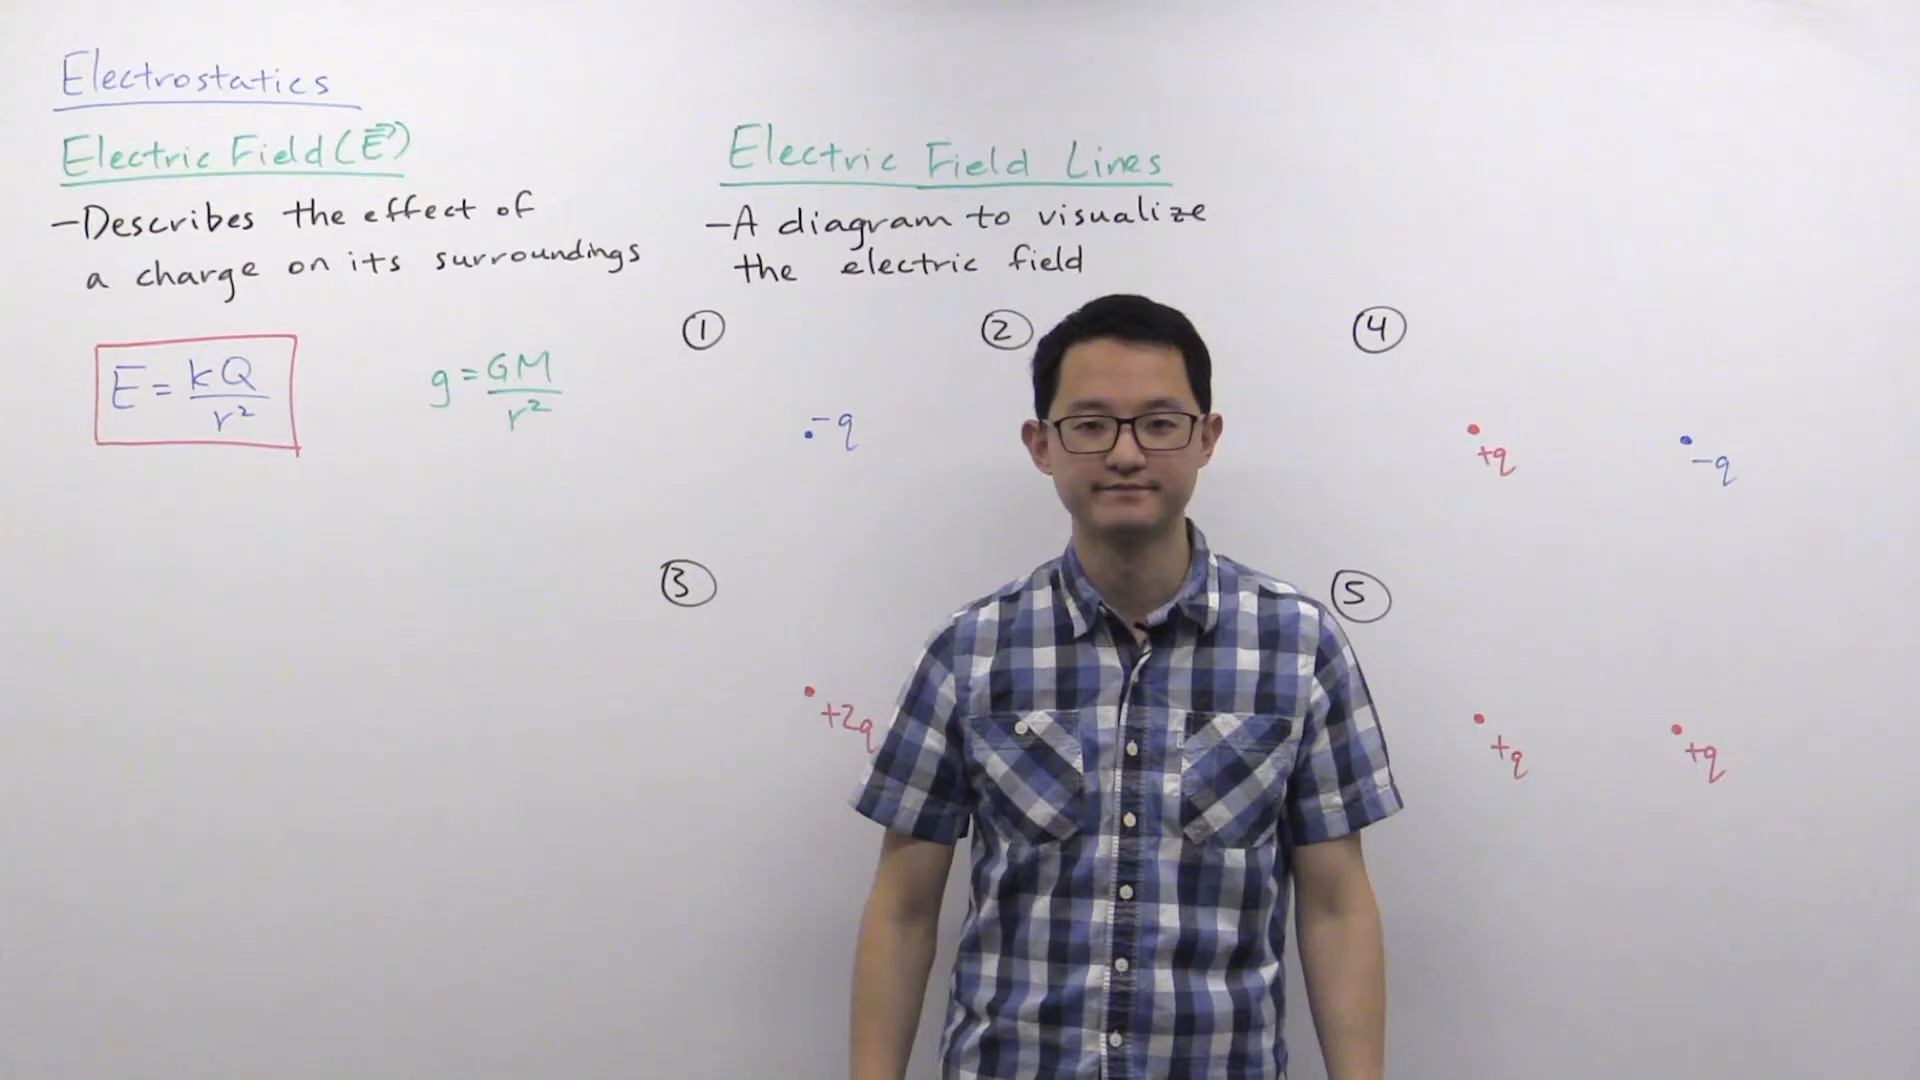 Electrostatics
Electric Field (E⃗)
- Describes the effect of
a charge on its surroundings
E = kQ/r²
g = GM/r²
Electric Field Lines
- A diagram to visualize
the electric field
①
-q
②
③
+2q
④
+q
-q
⑤
+q
+q